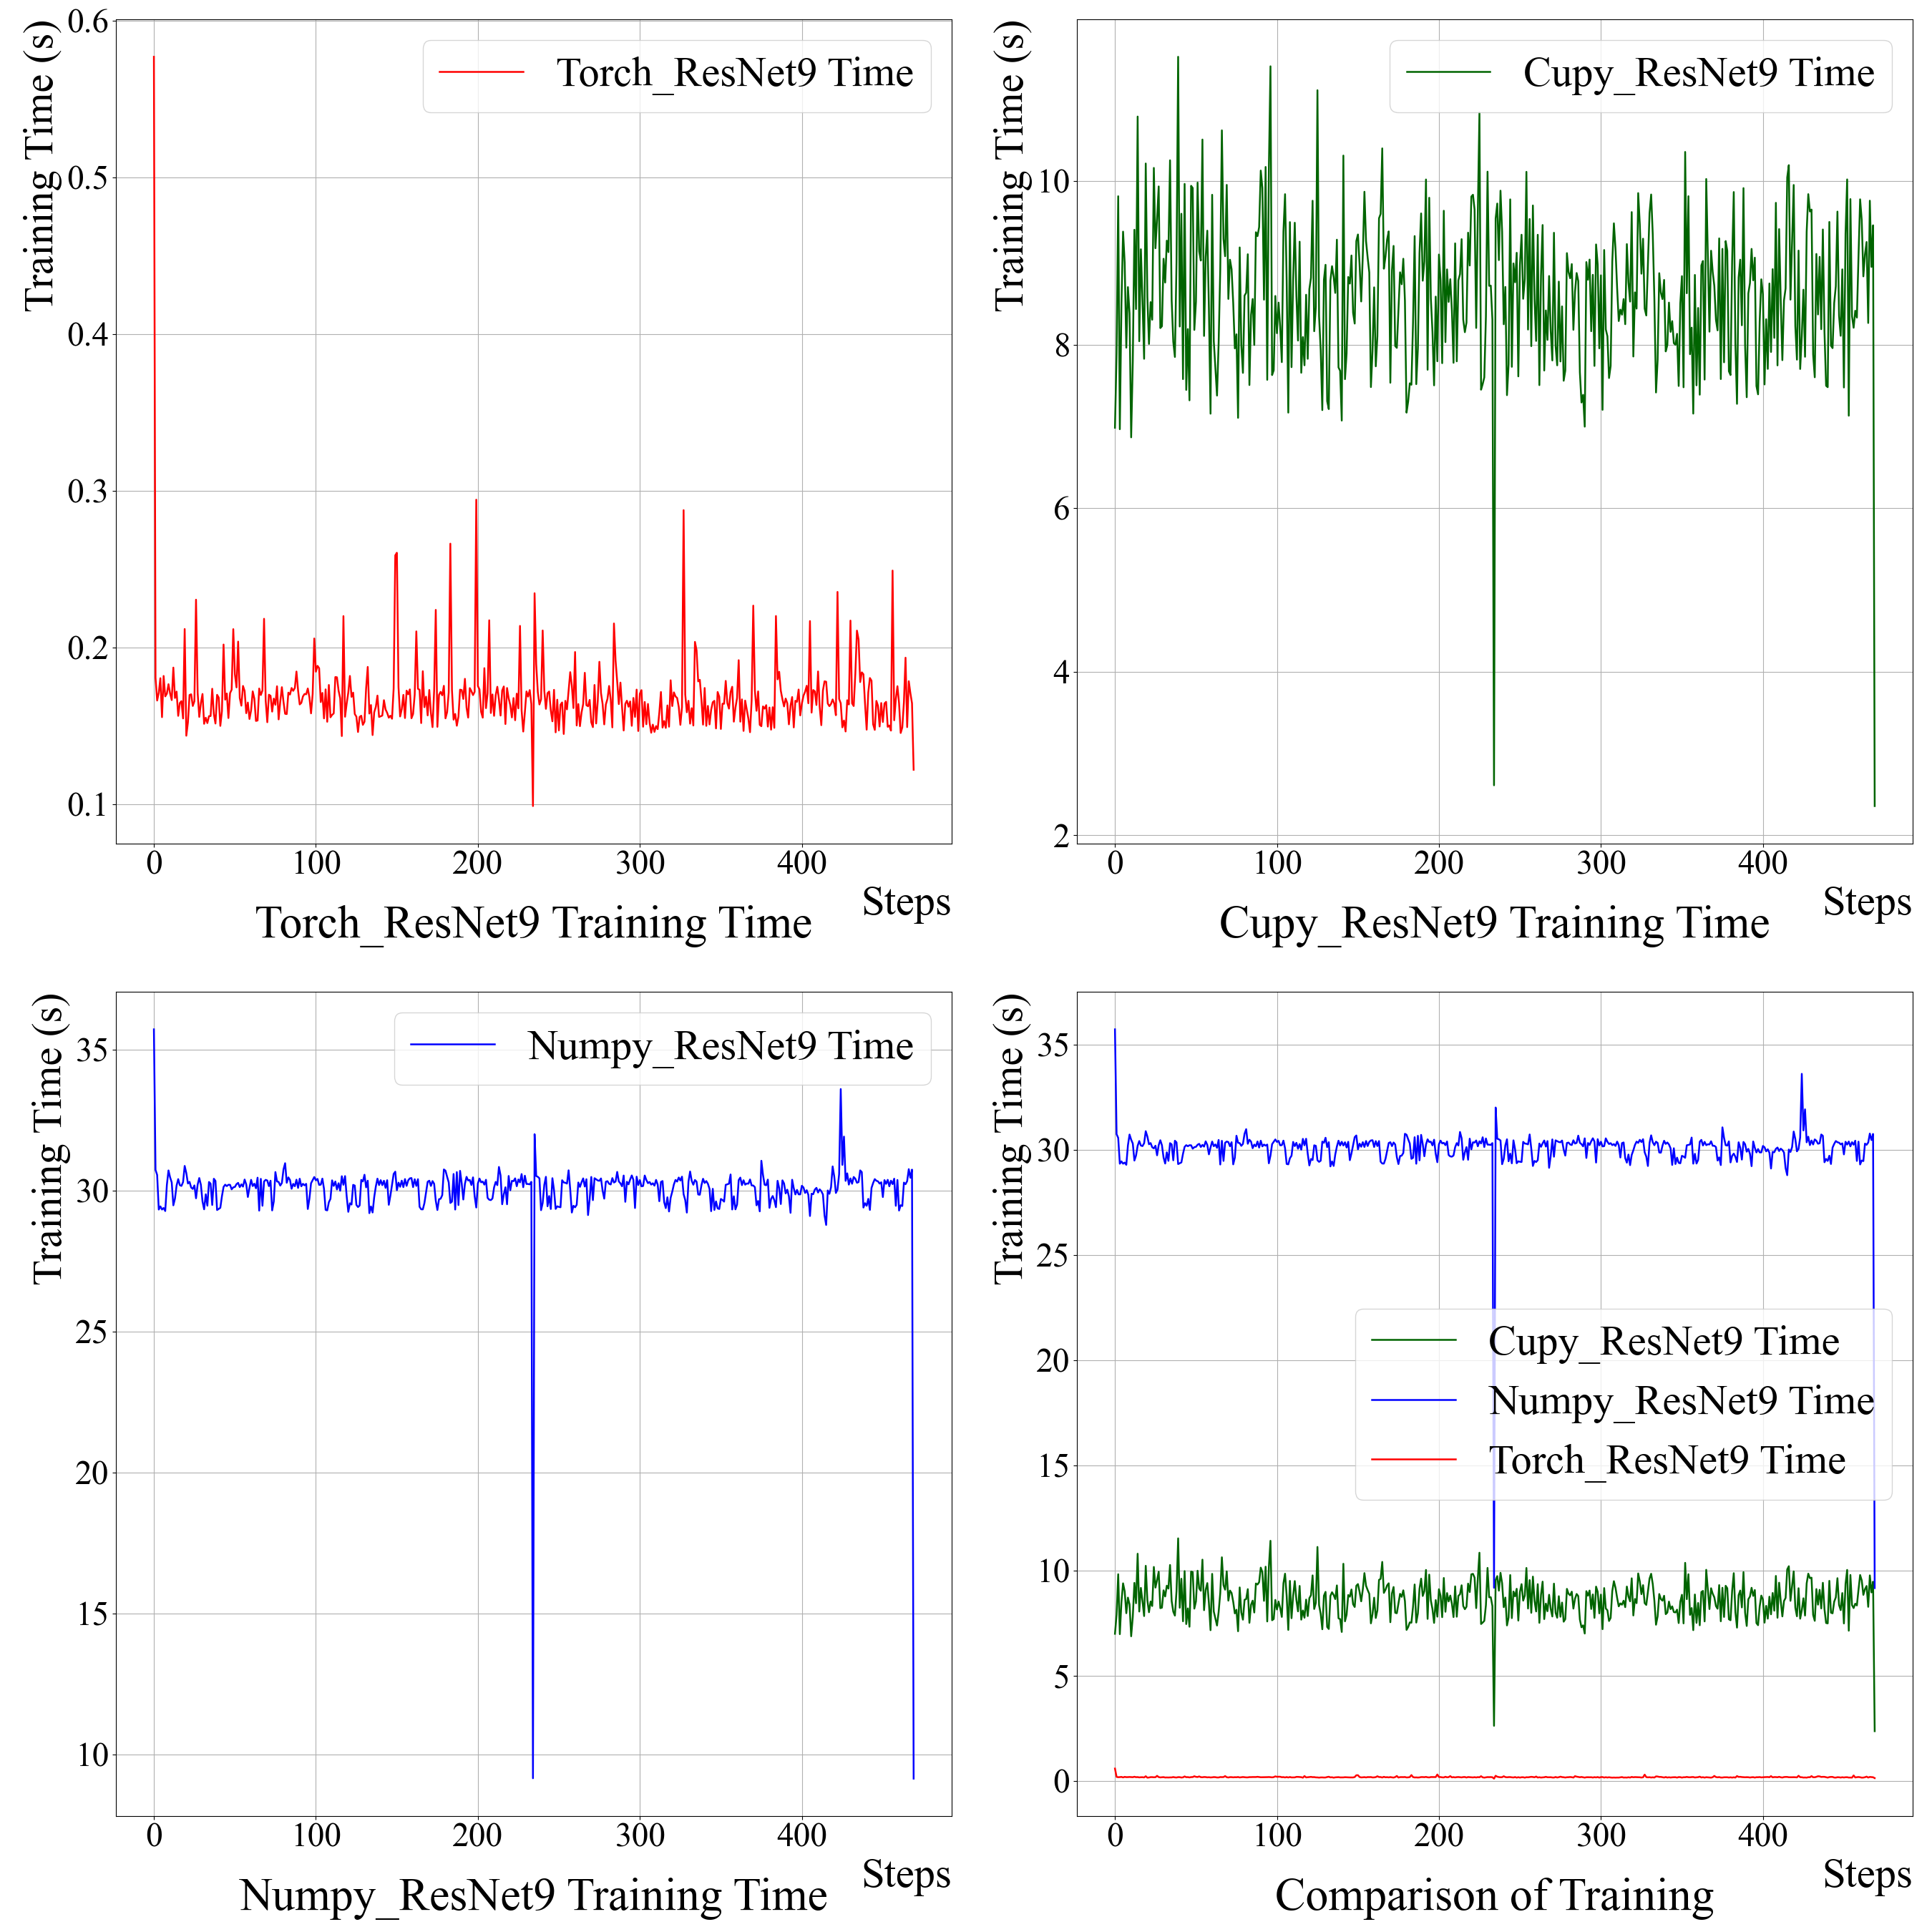 Training Time (s)
0.6
0.5
0.4
0.3
0.2
0.1
Torch_ResNet9 Time
0 100 200 300 400
Steps
Torch_ResNet9 Training Time
Training Time (s)
10
8
6
4
2
Cupy_ResNet9 Time
0 100 200 300 400
Steps
Cupy_ResNet9 Training Time
Training Time (s)
35
30
25
20
15
10
Numpy_ResNet9 Time
0 100 200 300 400
Steps
Numpy_ResNet9 Training Time
Training Time (s)
35
30
25
20
15
10
5
0
Cupy_ResNet9 Time
Numpy_ResNet9 Time
Torch_ResNet9 Time
0 100 200 300 400
Steps
Comparison of Training